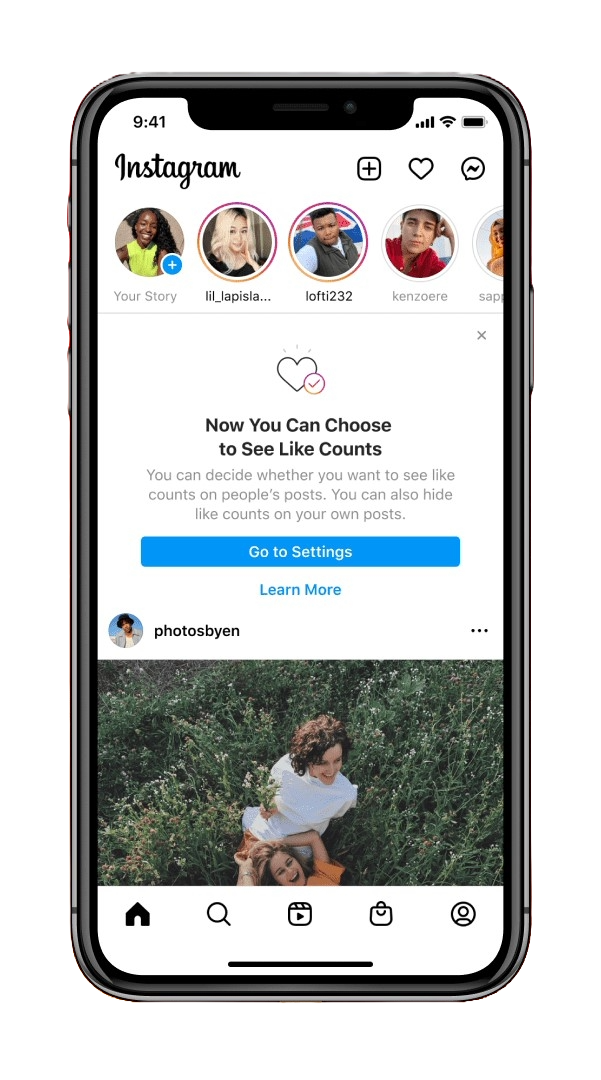 9:41
Instagram
Your Story
lil_lapisla...
lofti232
kenzoere
Now You Can Choose
to See Like Counts
You can decide whether you want to see like
counts on people’s posts. You can also hide
like counts on your own posts.
Go to Settings
Learn More
photosbyen